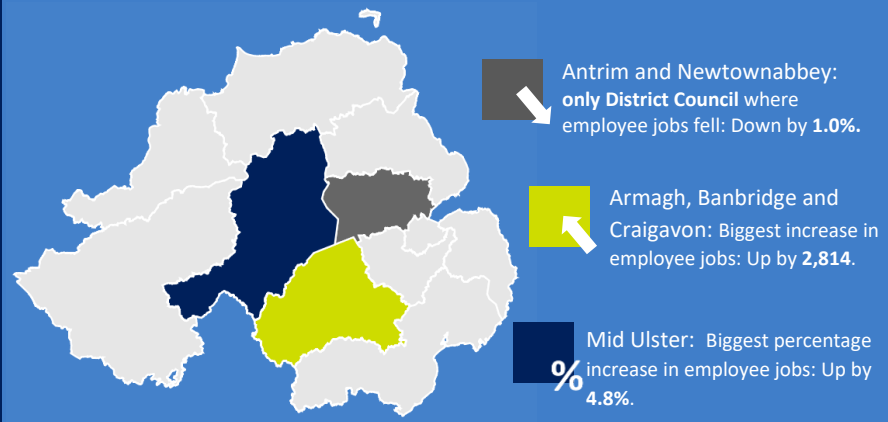 Antrim and Newtownabbey:
only District Council where
employee jobs fell: Down by 1.0%.
Armagh, Banbridge and
Craigavon: Biggest increase in
employee jobs: Up by 2,814.
Mid Ulster: Biggest percentage
increase in employee jobs: Up by
4.8%.
%